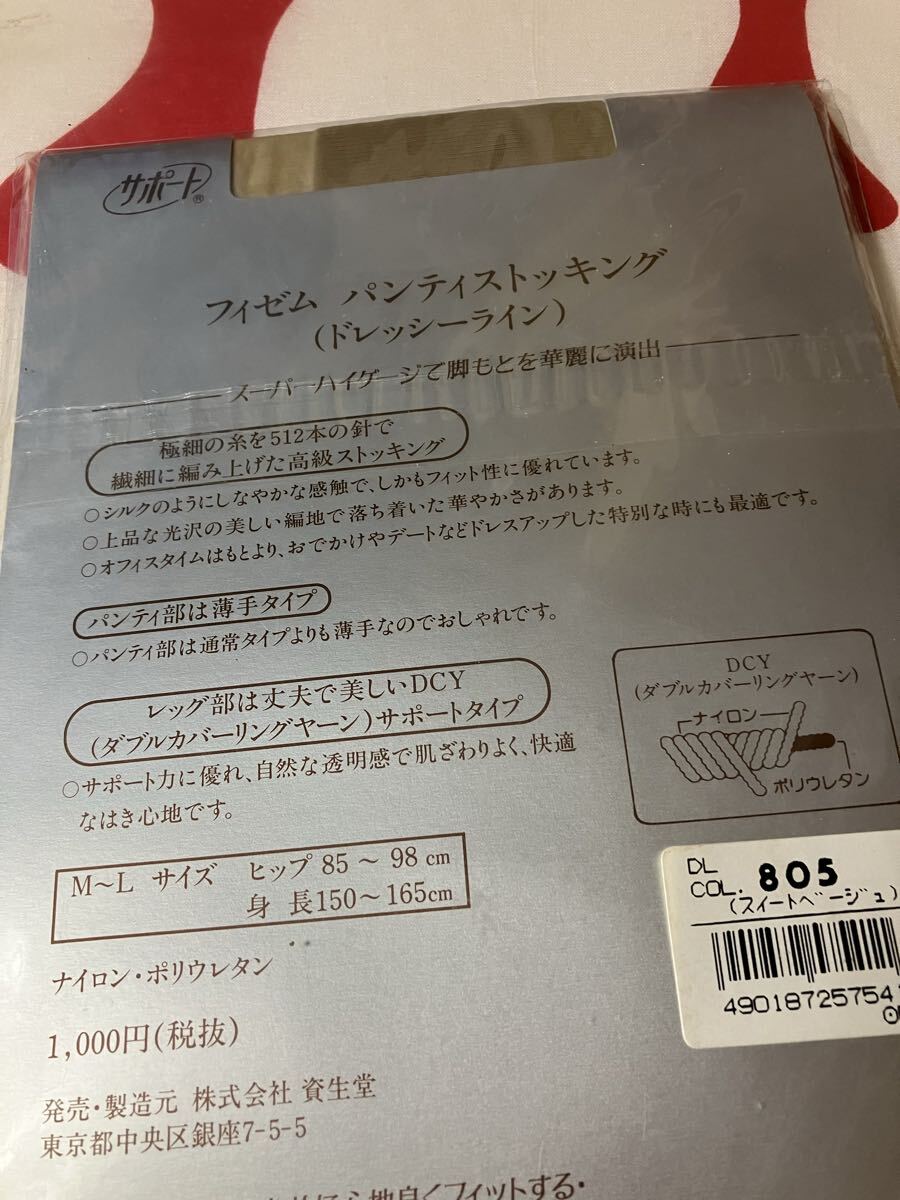 サポート®
フィゼム パンティストッキング
(ドレッシーライン)
スーパーハイゲージで脚もとを華麗に演出
極細の糸を512本の針で
繊細に編み上げた高級ストッキング
○シルクのようにしなやかな感触で、しかもフィット性に優れています。
○上品な光沢の美しい編地で落ち着いた華やかさがあります。
○オフィスタイムはもとより、おでかけやデートなどドレスアップした特別な時にも最適です。
パンティ部は薄手タイプ
○パンティ部は通常タイプよりも薄手なのでおしゃれです。
レッグ部は丈夫で美しいDCY
(ダブルカバーリングヤーン)サポートタイプ
○サポート力に優れ、自然な透明感で肌ざわりよく、快適
なはき心地です。
DCY
(ダブルカバーリングヤーン)
ナイロン
ポリウレタン
M〜L サイズ ヒップ 85 〜 98 cm
身 長150〜165cm
ナイロン・ポリウレタン
1,000円(税抜)
発売・製造元 株式会社 資生堂
東京都中央区銀座7-5-5
DL
COL. 805
(スイートベージュ)
490187257541
心地良くフィットする・